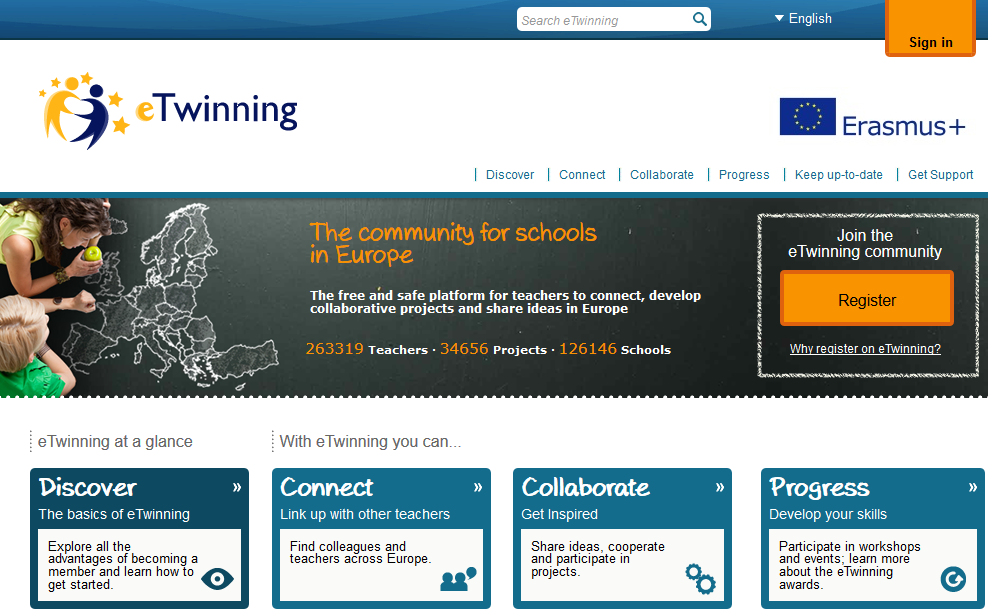 Search eTwinning
English
Sign in
eTwinning
Erasmus+
Discover
Connect
Collaborate
Progress
Keep up-to-date
Get Support
The community for schools
in Europe
The free and safe platform for teachers to connect, develop
collaborative projects and share ideas in Europe
263319 Teachers · 34656 Projects · 126146 Schools
Join the
eTwinning community
Register
Why register on eTwinning?
eTwinning at a glance
With eTwinning you can...
Discover »
The basics of eTwinning
Explore all the
advantages of becoming a
member and learn how to
get started.
Connect »
Link up with other teachers
Find colleagues and
teachers across Europe.
Collaborate »
Get Inspired
Share ideas, cooperate
and participate in
projects.
Progress »
Develop your skills
Participate in workshops
and events; learn more
about the eTwinning
awards.